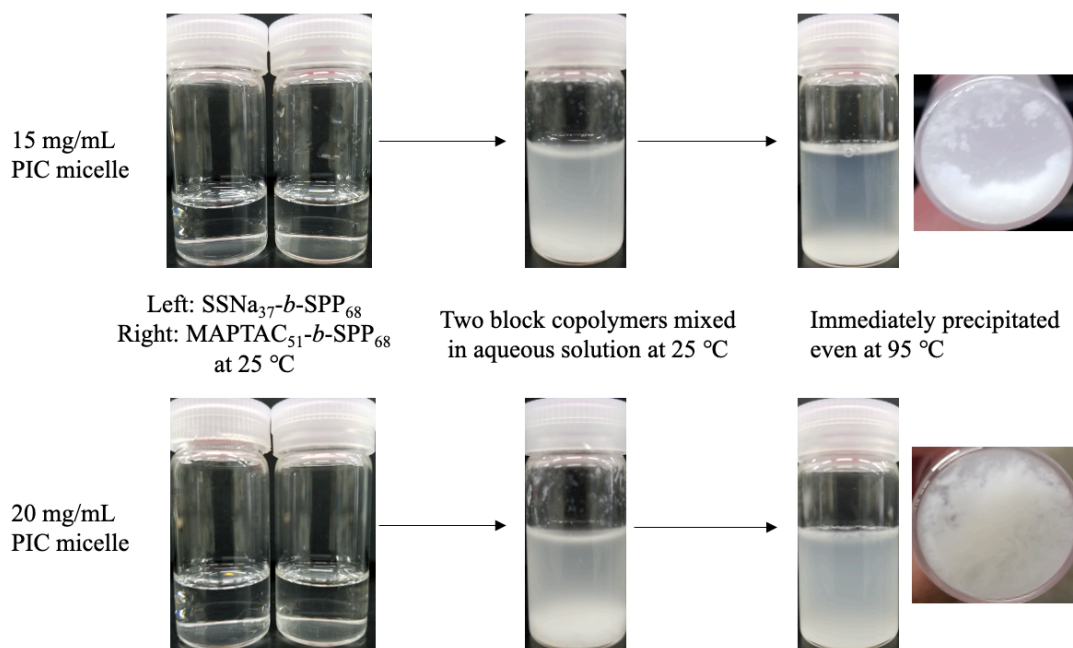 15 mg/mL
PIC micelle
Left: SSNa₃₇-b-SPP₆₈
Right: MAPTAC₅₁-b-SPP₆₈
at 25 ℃
Two block copolymers mixed
in aqueous solution at 25 ℃
Immediately precipitated
even at 95 ℃
20 mg/mL
PIC micelle